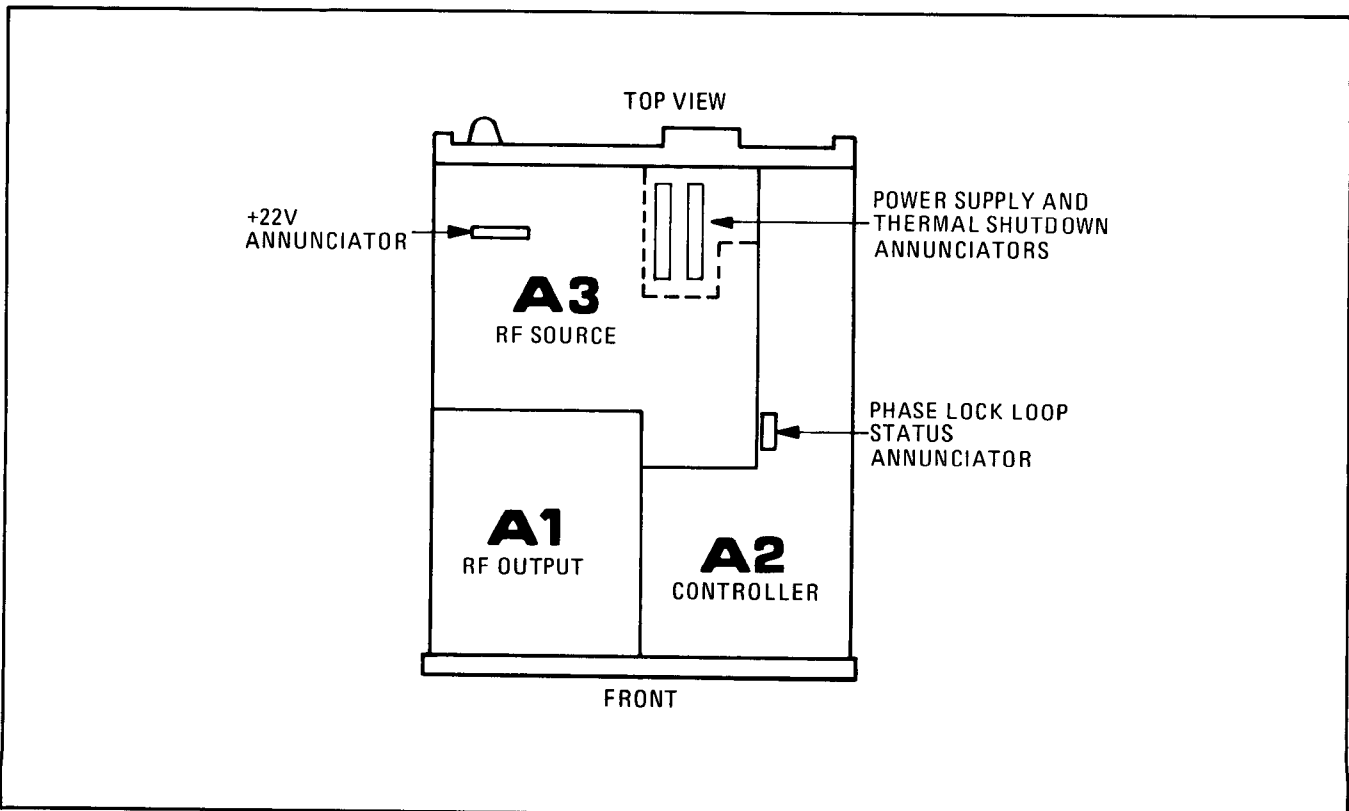 TOP VIEW
+22V
ANNUNCIATOR
POWER SUPPLY AND
THERMAL SHUTDOWN
ANNUNCIATORS
A3
RF SOURCE
PHASE LOCK LOOP
STATUS
ANNUNCIATOR
A1
RF OUTPUT
A2
CONTROLLER
FRONT